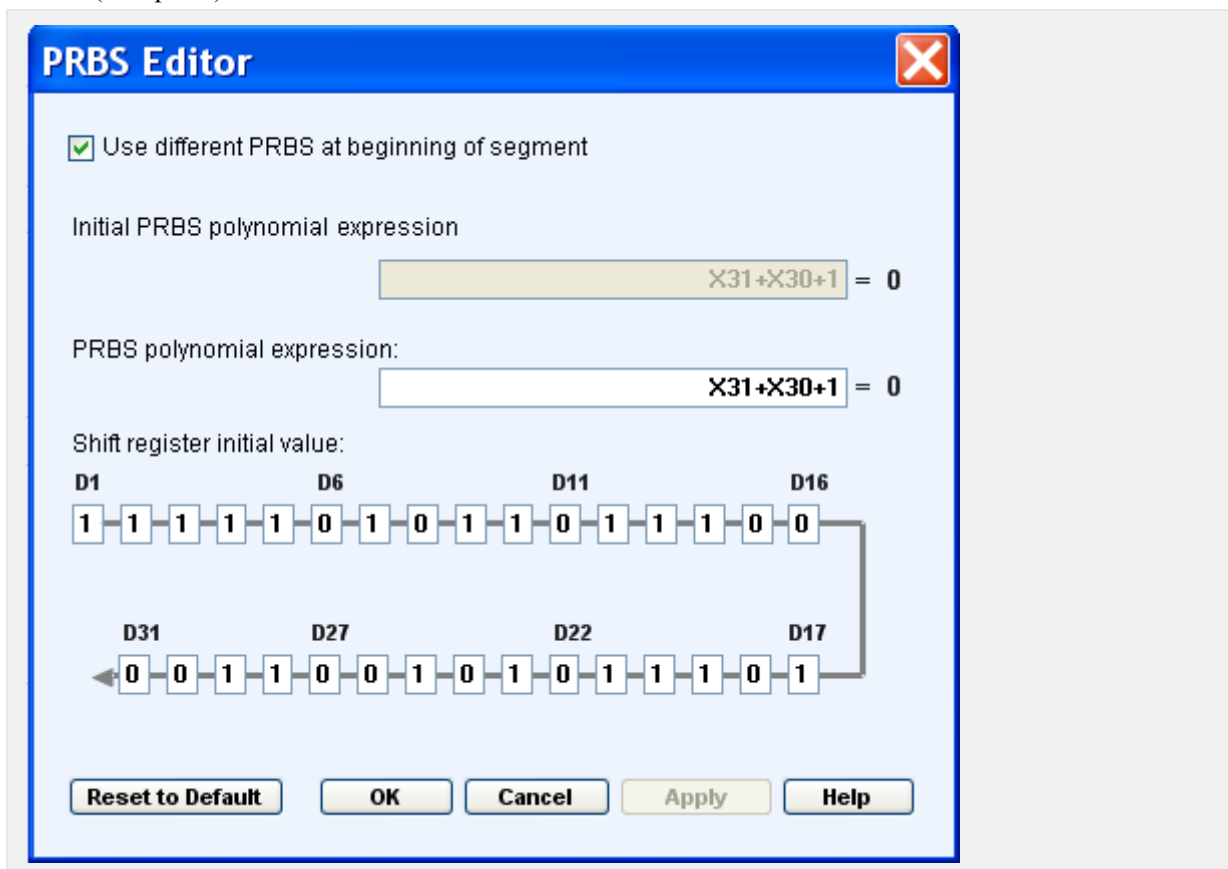 PRBS Editor
Use different PRBS at beginning of segment
Initial PRBS polynomial expression
X31+X30+1 = 0
PRBS polynomial expression:
X31+X30+1 = 0
Shift register initial value:
D1 D6 D11 D16
1 1 1 1 1 0 1 0 1 1 0 1 1 1 0 0
D31 D27 D22 D17
0 0 1 1 0 0 1 0 1 0 1 1 1 0 1
Reset to Default OK Cancel Apply Help